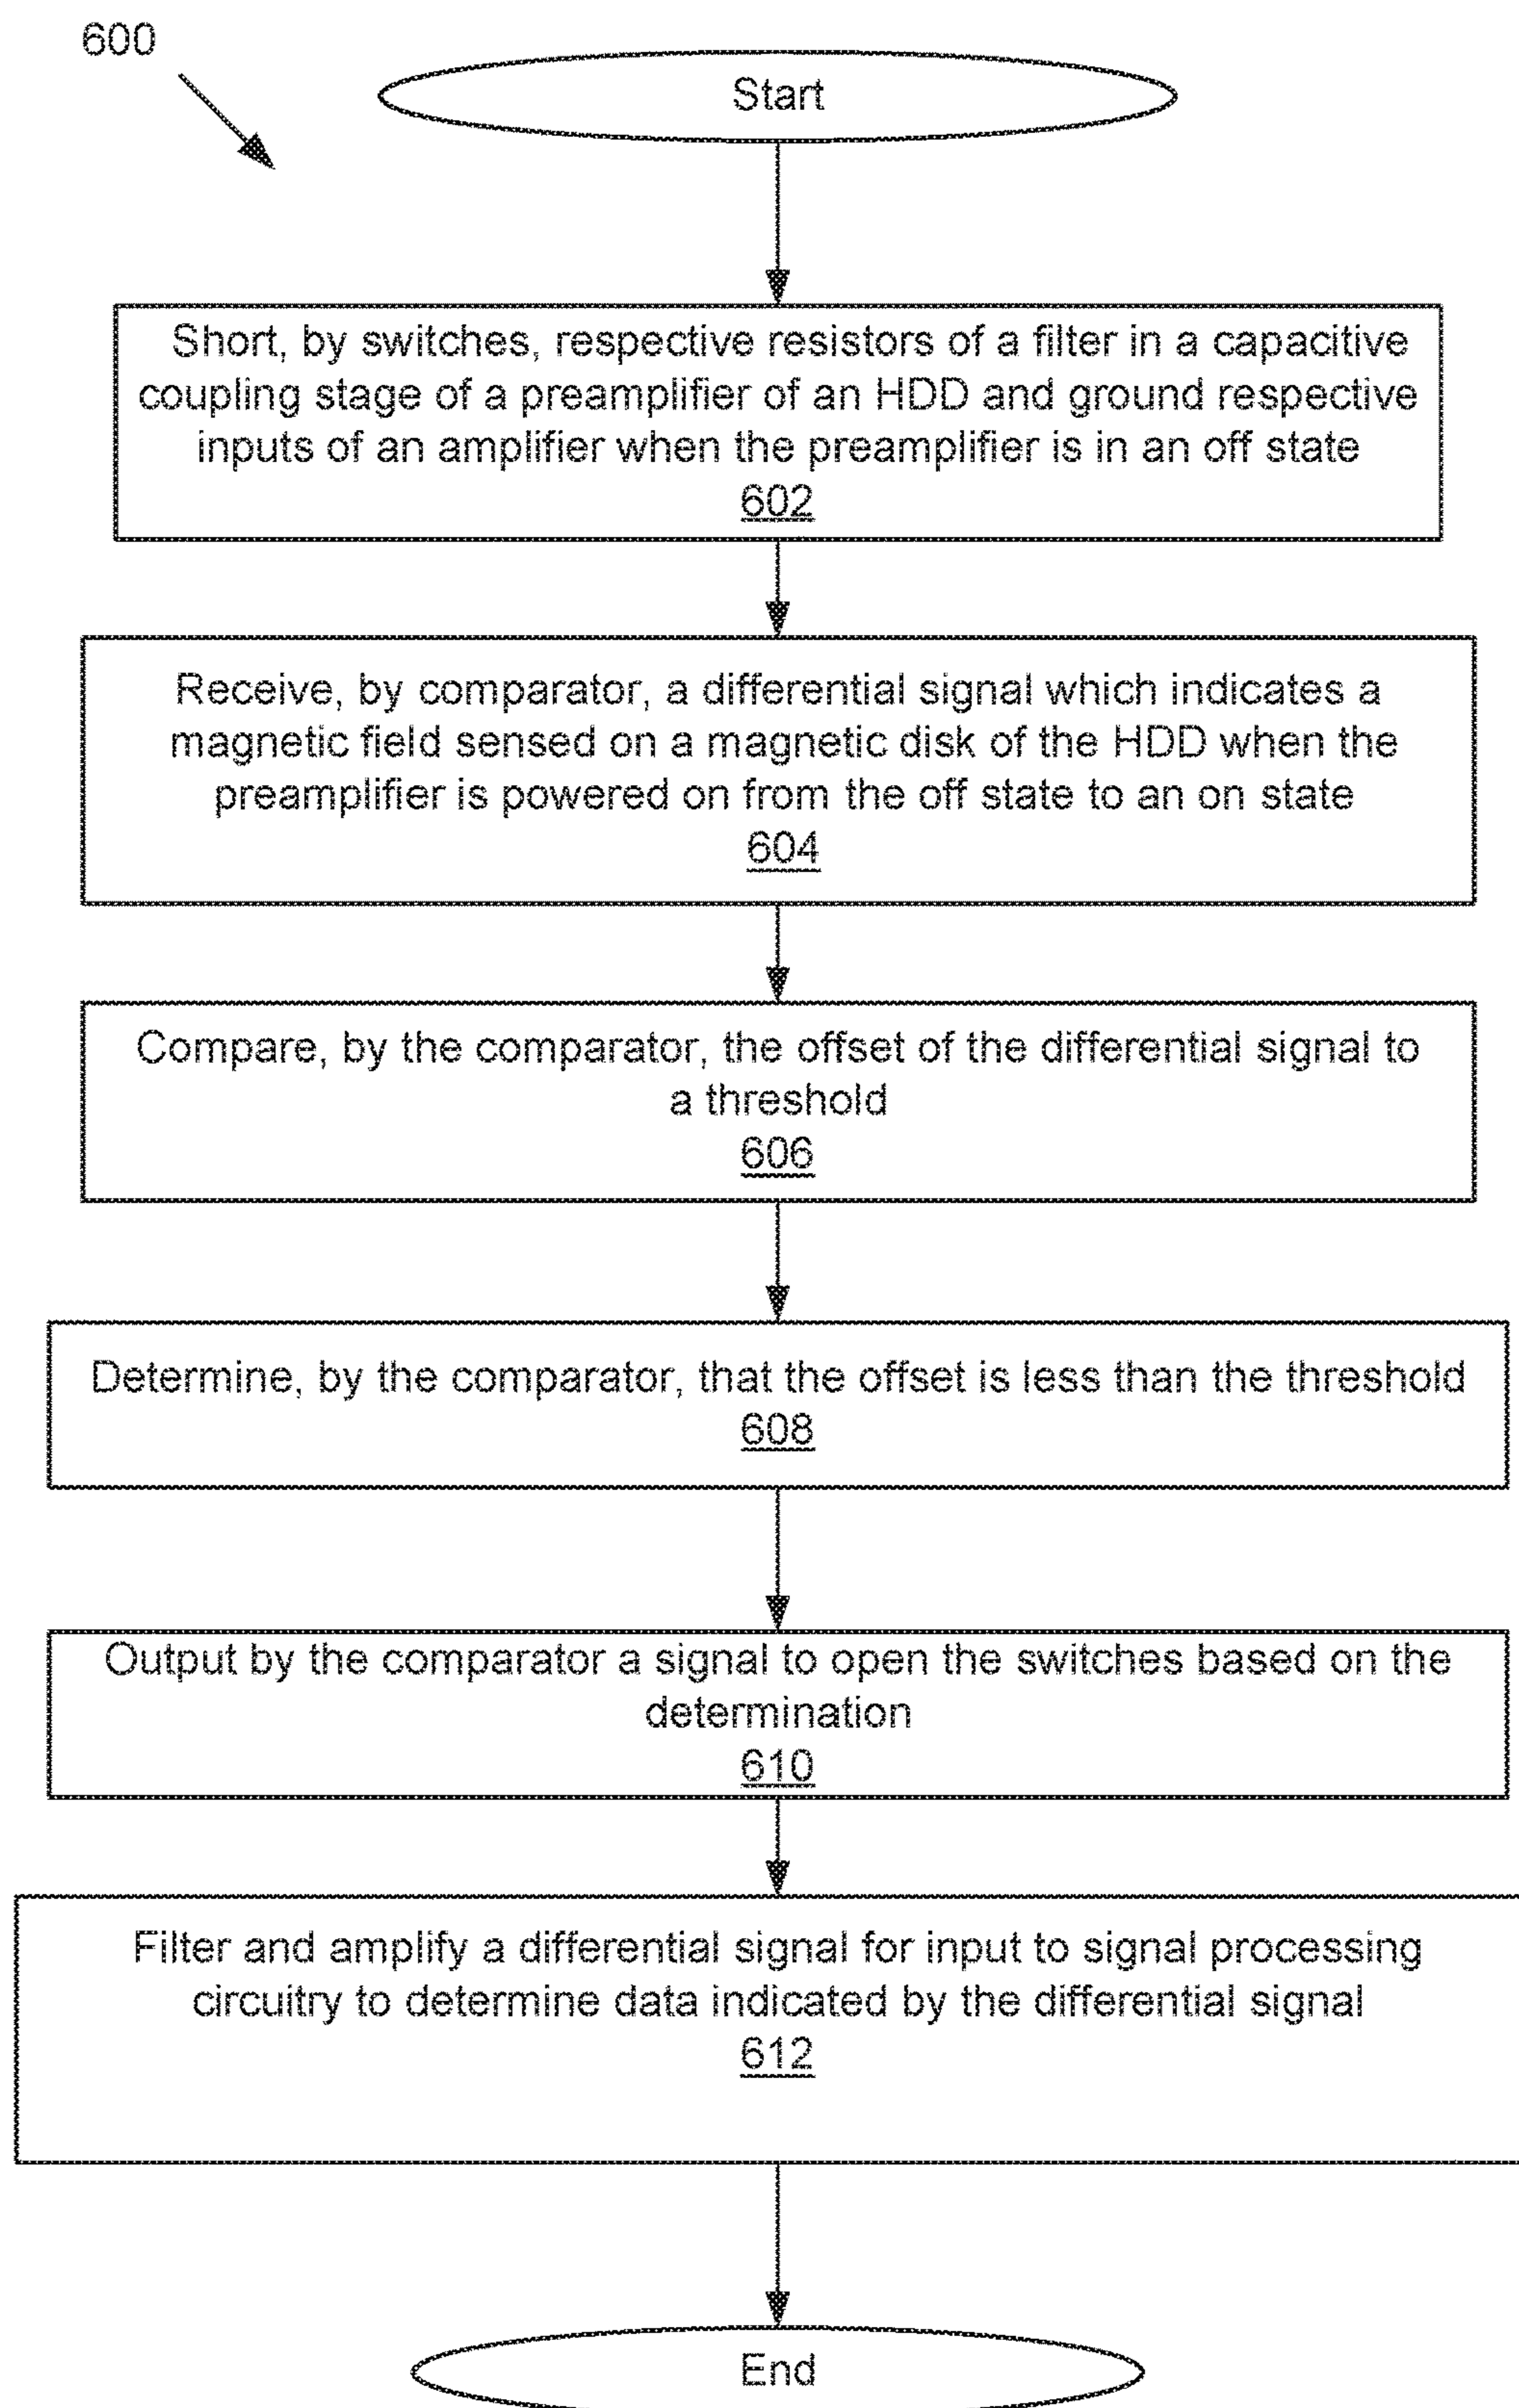 600
Start
Short, by switches, respective resistors of a filter in a capacitive
coupling stage of a preamplifier of an HDD and ground respective
inputs of an amplifier when the preamplifier is in an off state
602
Receive, by comparator, a differential signal which indicates a
magnetic field sensed on a magnetic disk of the HDD when the
preamplifier is powered on from the off state to an on state
604
Compare, by the comparator, the offset of the differential signal to
a threshold
606
Determine, by the comparator, that the offset is less than the threshold
608
Output by the comparator a signal to open the switches based on the
determination
610
Filter and amplify a differential signal for input to signal processing
circuitry to determine data indicated by the differential signal
612
End